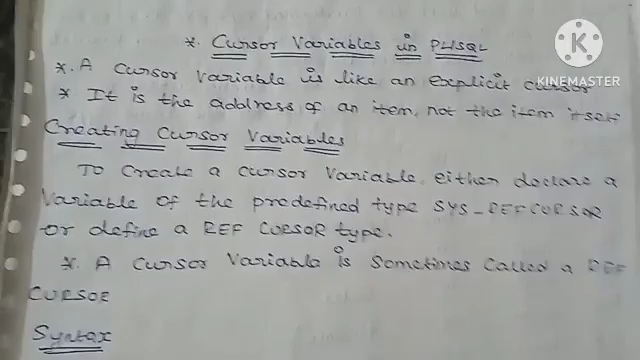 * Cursor Variables in PL/SQL
* A Cursor Variable is like an explicit cursor
* It is the address of an item, not the item itself
Creating Cursor Variables
To create a cursor variable, either declare a
variable of the predefined type SYS_REFCURSOR
or define a REF CURSOR type.
* A cursor variable is sometimes called a REF
CURSOR
Syntax
KINEMASTER